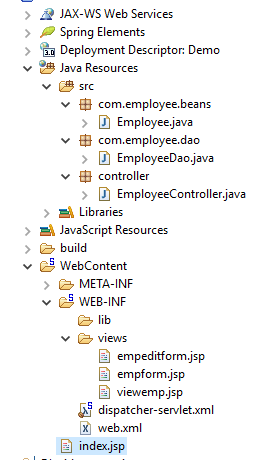 JAX-WS Web Services
Spring Elements
Deployment Descriptor: Demo
Java Resources
src
com.employee.beans
Employee.java
com.employee.dao
EmployeeDao.java
controller
EmployeeController.java
Libraries
JavaScript Resources
build
WebContent
META-INF
WEB-INF
lib
views
empeditform.jsp
empform.jsp
viewemp.jsp
dispatcher-servlet.xml
web.xml
index.jsp